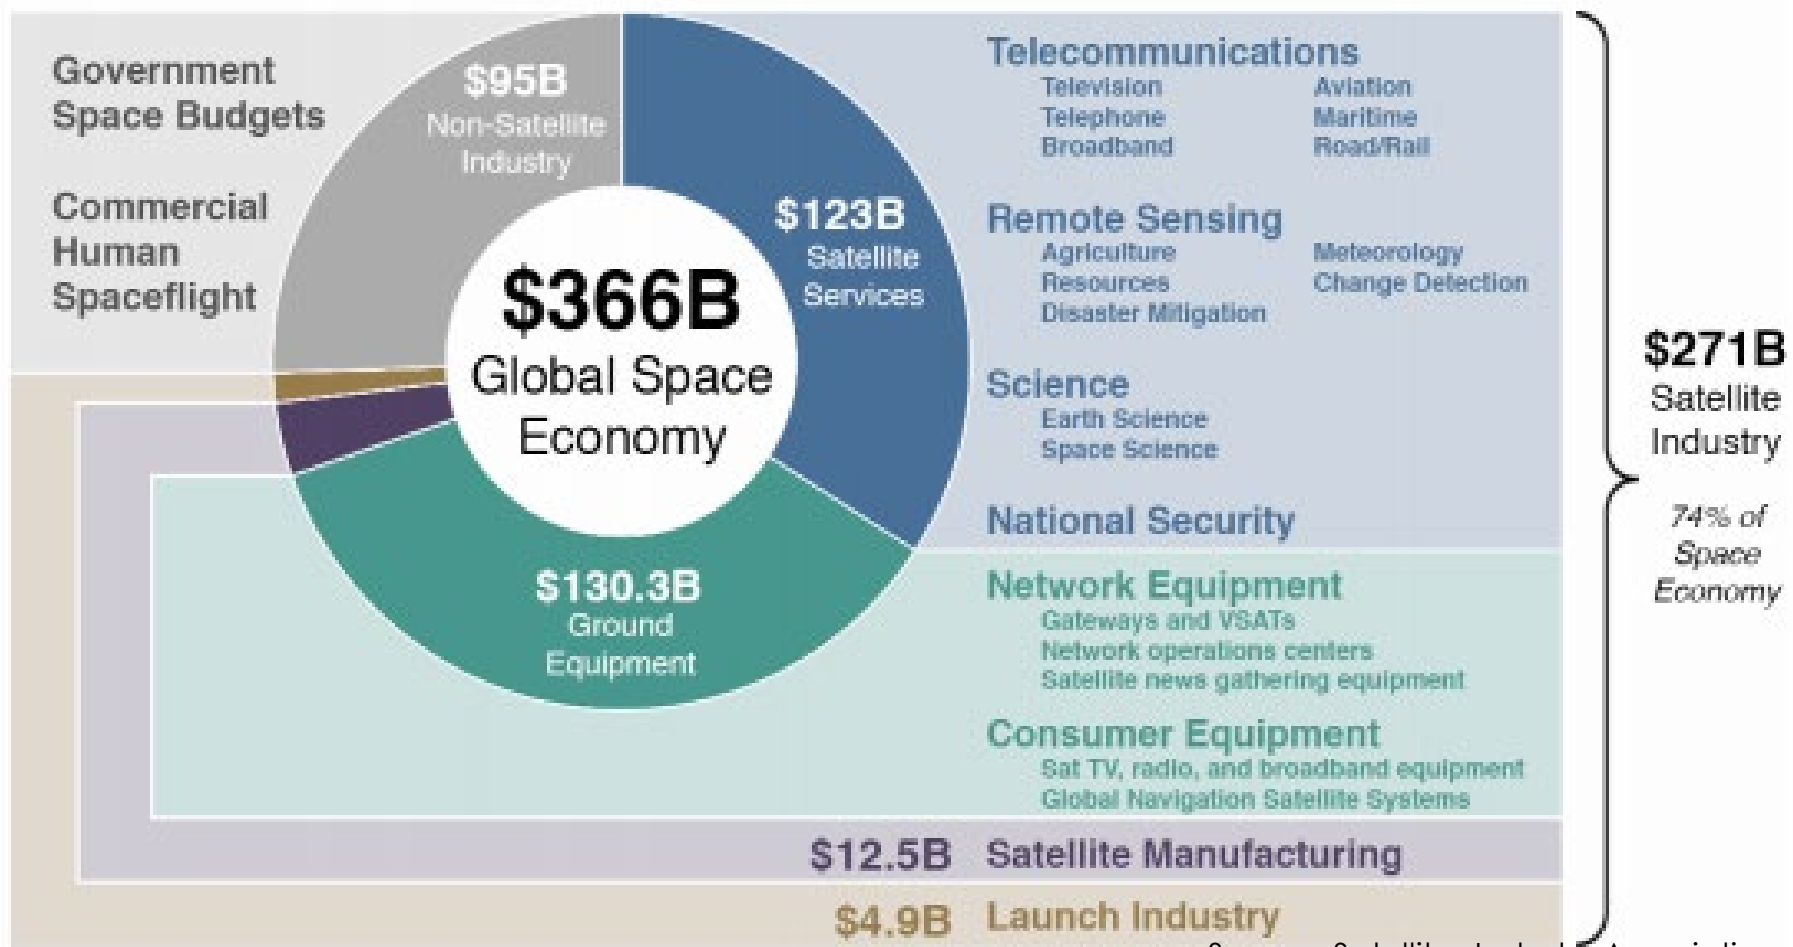 Government
Space Budgets
Commercial
Human
Spaceflight
$95B
Non-Satellite
Industry
$123B
Satellite
Services
$366B
Global Space
Economy
$130.3B
Ground
Equipment
Telecommunications
Television Aviation
Telephone Maritime
Broadband Road/Rail
Remote Sensing
Agriculture Meteorology
Resources Change Detection
Disaster Mitigation
Science
Earth Science
Space Science
National Security
Network Equipment
Gateways and VSATs
Network operations centers
Satellite news gathering equipment
Consumer Equipment
Sat TV, radio, and broadband equipment
Global Navigation Satellite Systems
$12.5B Satellite Manufacturing
$4.9B Launch Industry
$271B
Satellite
Industry
74% of
Space
Economy